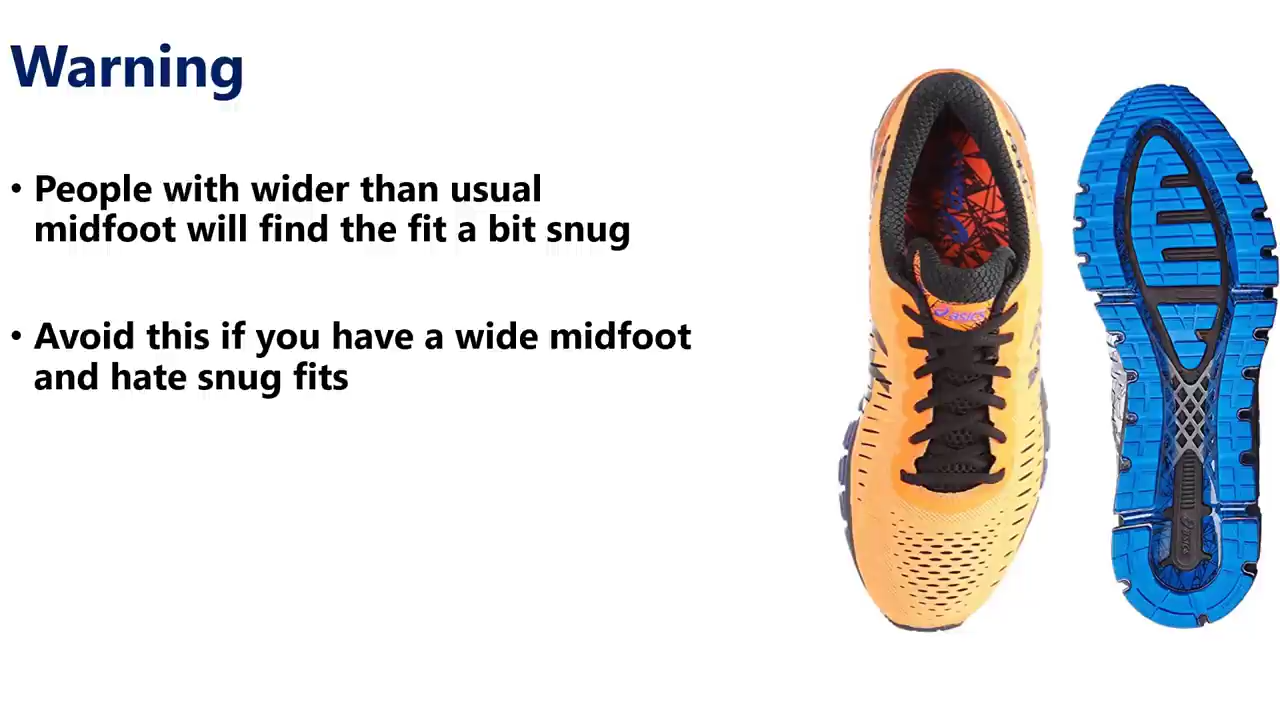 Warning
• People with wider than usual
midfoot will find the fit a bit snug
• Avoid this if you have a wide midfoot
and hate snug fits
asics